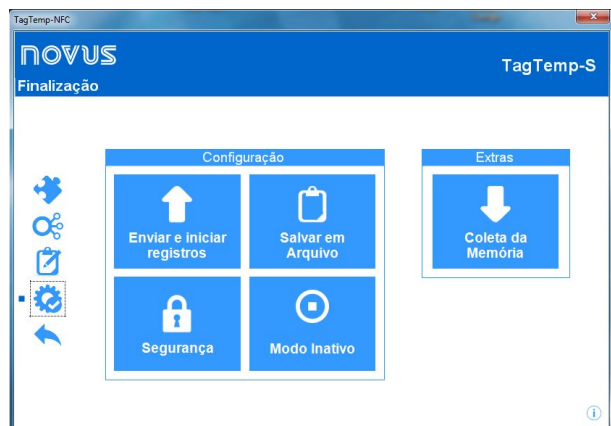 TagTemp-NFC
NOVUS
TagTemp-S
Finalização
Configuração
Extras
Enviar e iniciar
registros
Salvar em
Arquivo
Coleta da
Memória
Segurança
Modo Inativo